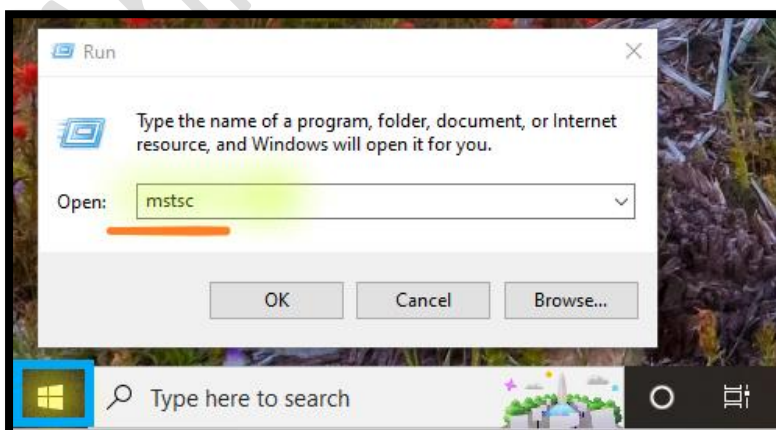 Run
Type the name of a program, folder, document, or Internet
resource, and Windows will open it for you.
Open: mstsc
OK Cancel Browse...
Type here to search